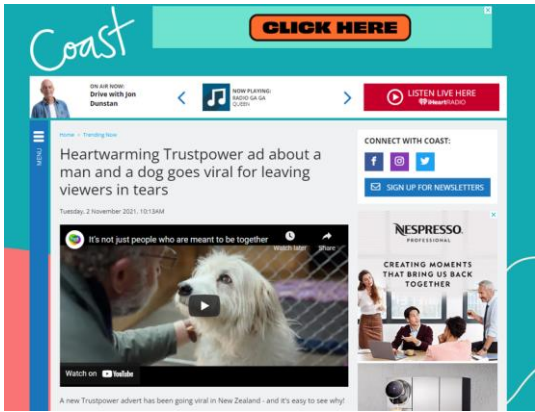 Coast
CLICK HERE
ON AIR NOW:
Drive with Jon
Dunstan
NOW PLAYING:
RADIO GA GA
QUEEN
LISTEN LIVE HERE
iHeartRADIO
MENU
Home > Trending Now
Heartwarming Trustpower ad about a
man and a dog goes viral for leaving
viewers in tears
Tuesday, 2 November 2021, 10:13AM
It's not just people who are meant to be together
Watch later
Share
Watch on YouTube
A new Trustpower advert has been going viral in New Zealand - and it's easy to see why!
CONNECT WITH COAST:
SIGN UP FOR NEWSLETTERS
NESPRESSO.
PROFESSIONAL
CREATING MOMENTS
THAT BRING US BACK
TOGETHER